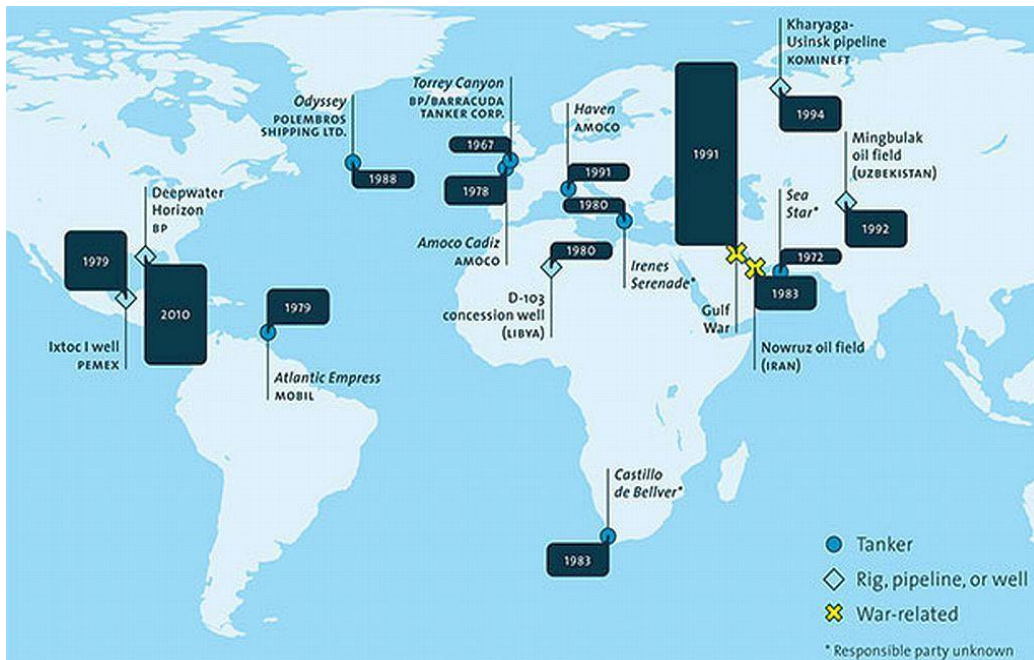 Kharyaga-
Usinsk pipeline
KOMINEFT
1994
Torrey Canyon
BP/BARRACUDA
TANKER CORP.
1967
Odyssey
POLEMBROS
SHIPPING LTD.
1988
Haven
AMOCO
1991
1991
Mingbulak
oil field
(UZBEKISTAN)
1992
Deepwater
Horizon
BP
2010
1978
Amoco Cadiz
AMOCO
1980
Irenes
Serenade*
Sea
Star*
1972
1979
Ixtoc I well
PEMEX
1979
Atlantic Empress
MOBIL
1980
D-103
concession well
(LIBYA)
Gulf
War
1983
Nowruz oil field
(IRAN)
Castillo
de Bellver*
1983
Tanker
Rig, pipeline, or well
War-related
* Responsible party unknown